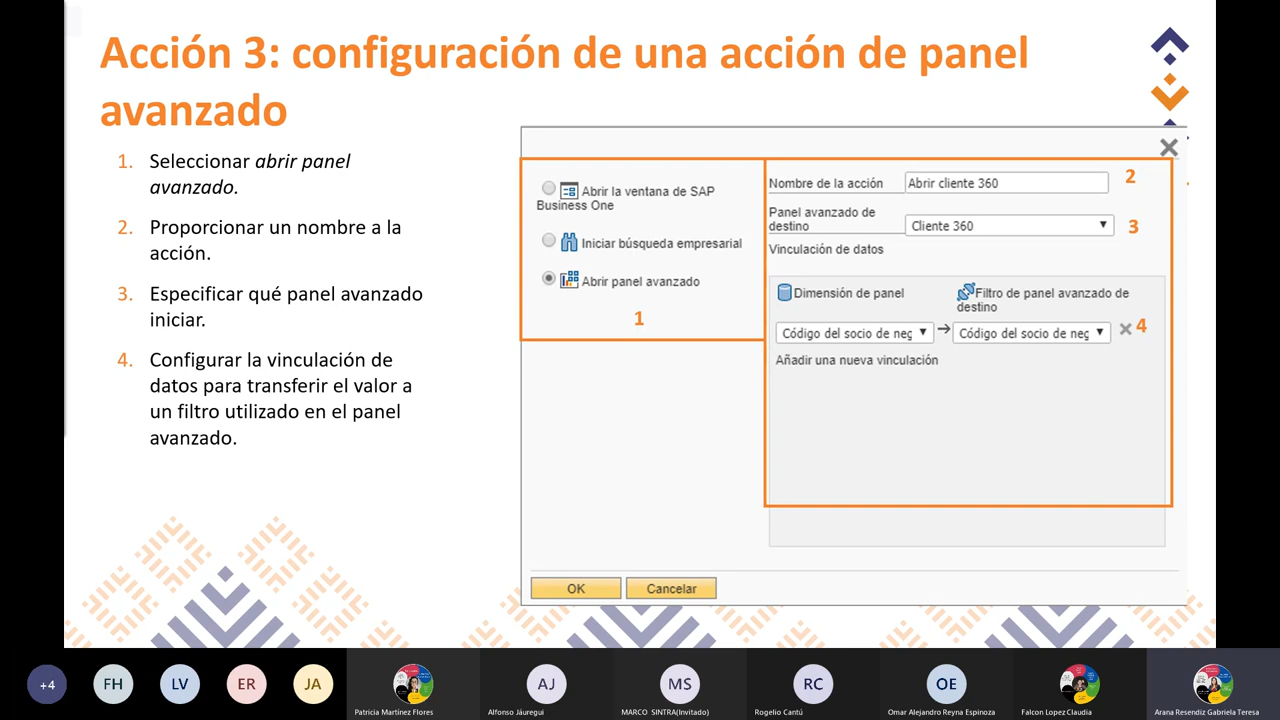 Acción 3: configuración de una acción de panel
avanzado
1. Seleccionar abrir panel
avanzado.
2. Proporcionar un nombre a la
acción.
3. Especificar qué panel avanzado
iniciar.
4. Configurar la vinculación de
datos para transferir el valor a
un filtro utilizado en el panel
avanzado.
Abrir la ventana de SAP
Business One
Iniciar búsqueda empresarial
Abrir panel avanzado
1
Nombre de la acción Abrir cliente 360 2
Panel avanzado de
destino Cliente 360 3
Vinculación de datos
Dimensión de panel Filtro de panel avanzado de
destino
Código del socio de neg Código del socio de neg 4
Añadir una nueva vinculación
OK Cancelar
+4 FH LV ER JA AJ MS RC OE
Patricia Martínez Flores Alfonso Jáuregui MARCO SINTRA(Invitado) Rogelio Cantú Omar Alejandro Reyna Espinoza Falcon Lopez Claudia Arana Resendiz Gabriela Teresa